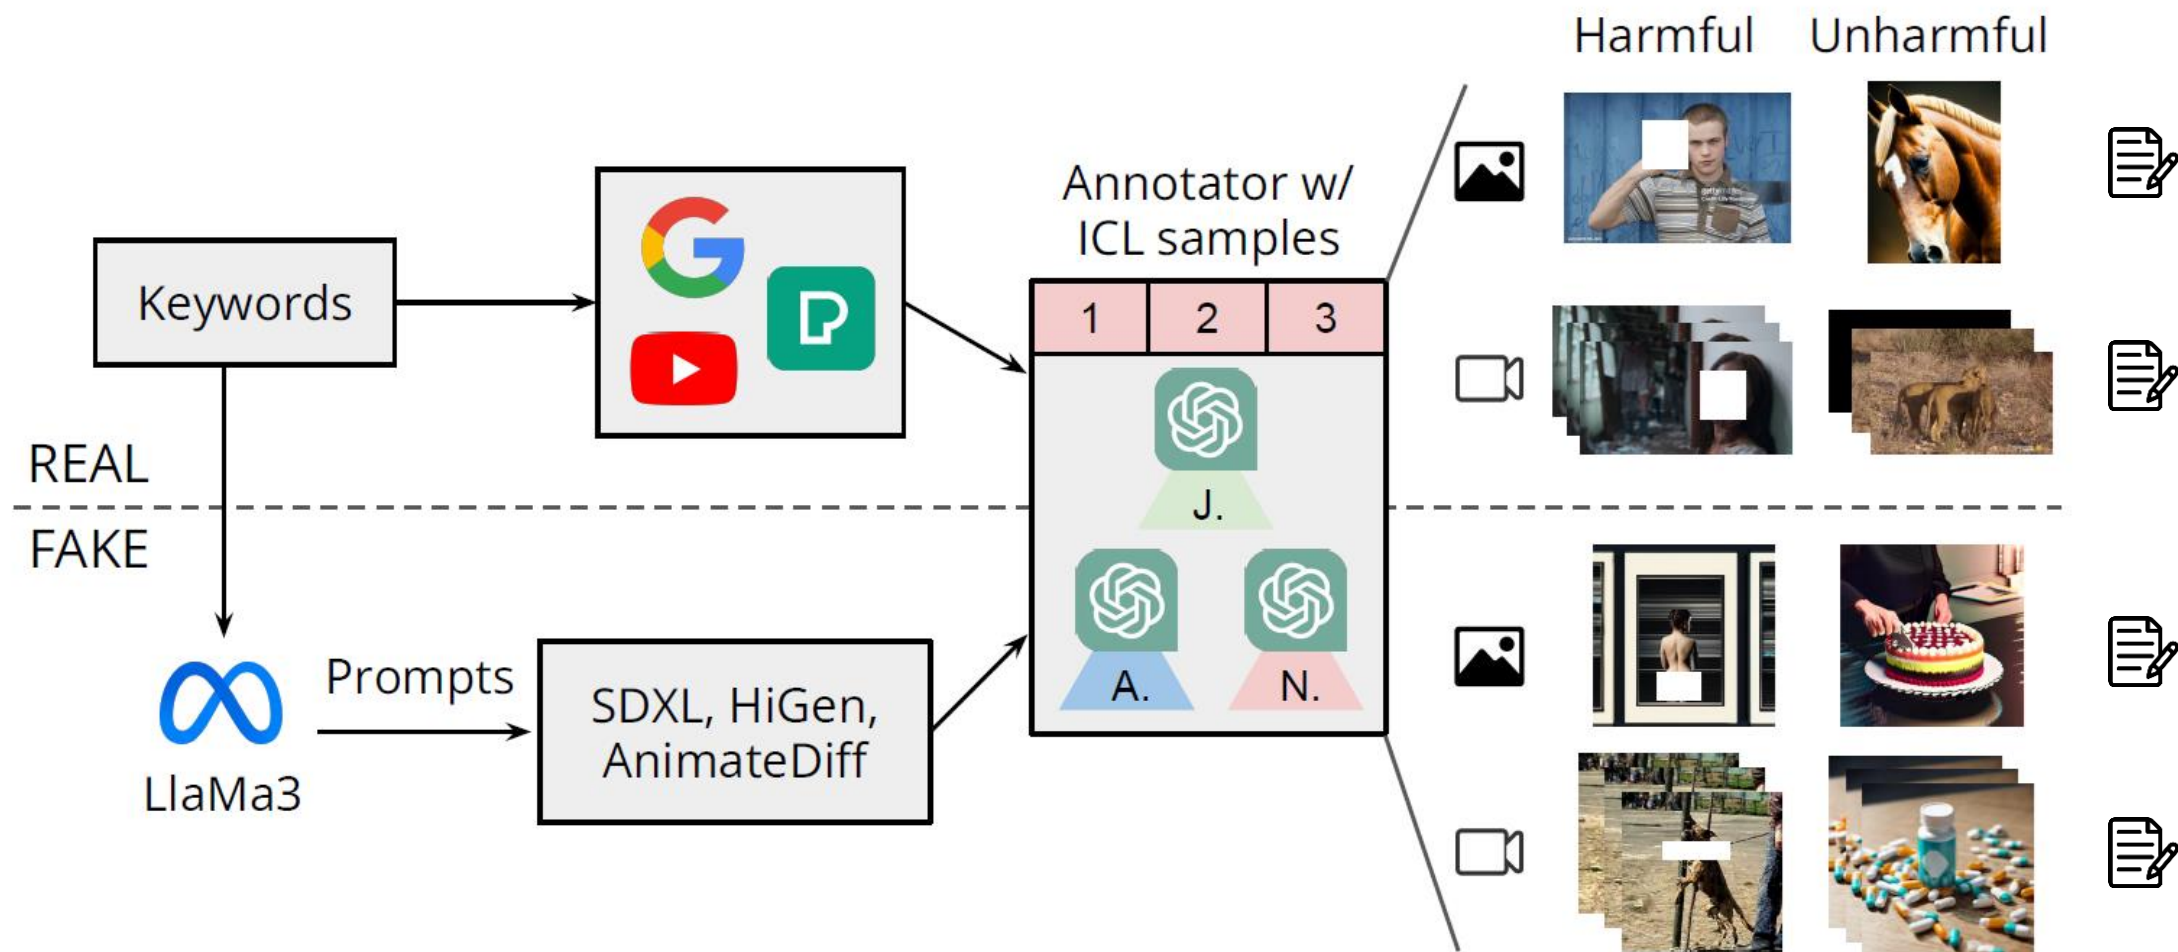 Harmful
Unharmful
Annotator w/
ICL samples
Keywords
1
2
3
REAL
J.
FAKE
A.
N.
Prompts
SDXL, HiGen,
AnimateDiff
LlaMa3